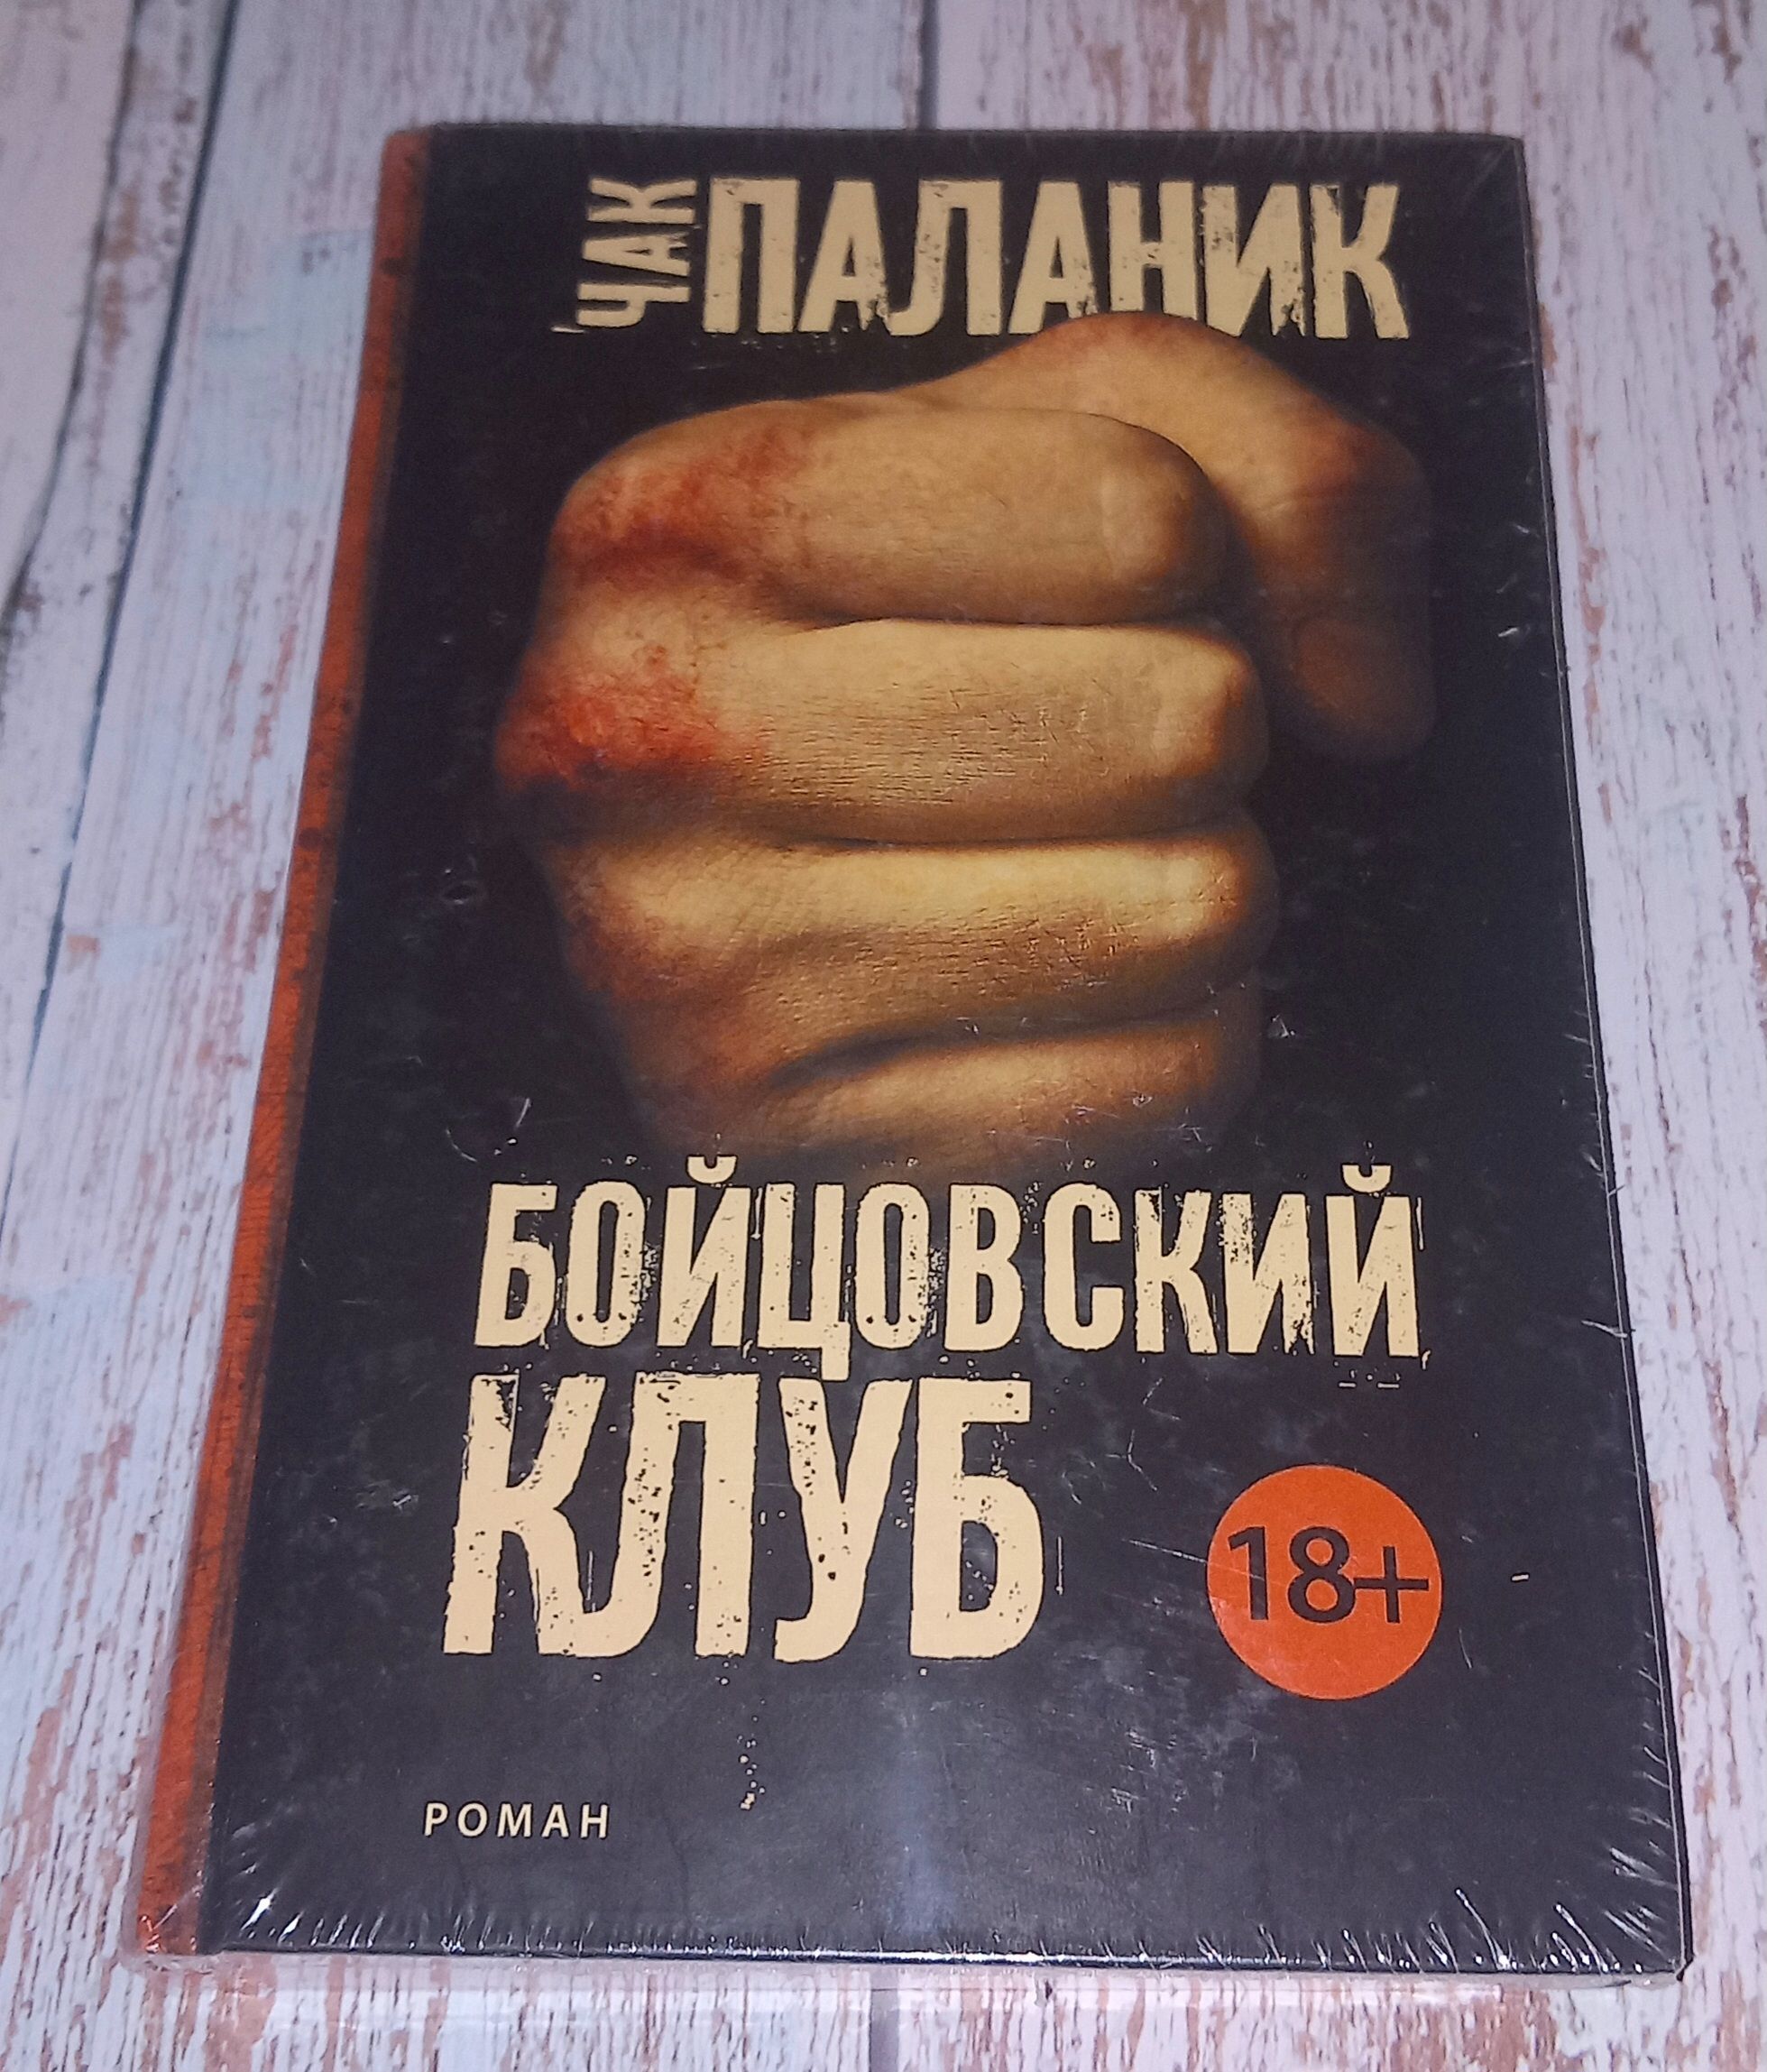 ЧАК ПАЛАНИК
БОЙЦОВСКИЙ
КЛУБ
18+
РОМАН